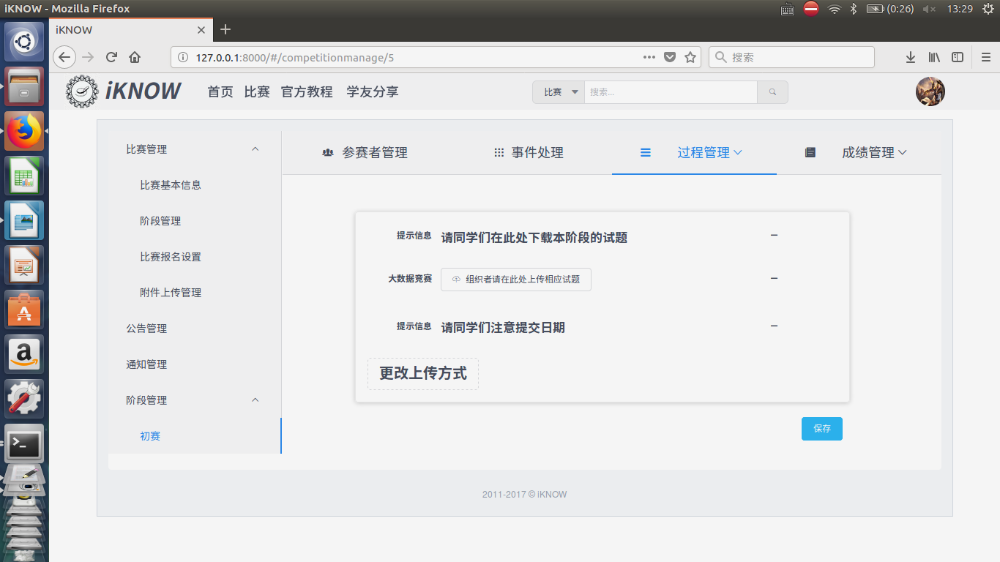 iKNOW - Mozilla Firefox
(0:26)
13:29
iKNOW
127.0.0.1:8000/#/competitionmanage/5
搜索
iKNOW
首页 比赛 官方教程 学友分享
比赛
搜索...
比赛管理
比赛基本信息
阶段管理
比赛报名设置
附件上传管理
公告管理
通知管理
阶段管理
初赛
参赛者管理
事件处理
过程管理
成绩管理
提示信息 请同学们在此处下载本阶段的试题
大数据竞赛 组织者请在此处上传相应试题
提示信息 请同学们注意提交日期
更改上传方式
保存
2011-2017 © iKNOW